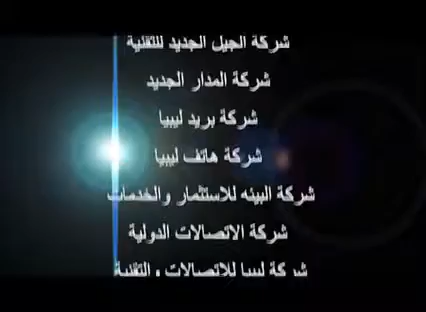 شركة الجيل الجديد للتقنية
شركة المدار الجديد
شركة بريد ليبيا
شركة هاتف ليبيا
شركة البينه للاستثمار والخدمات
شركة الاتصالات الدولية
شركة ليبيا للاتصالات والتقنية